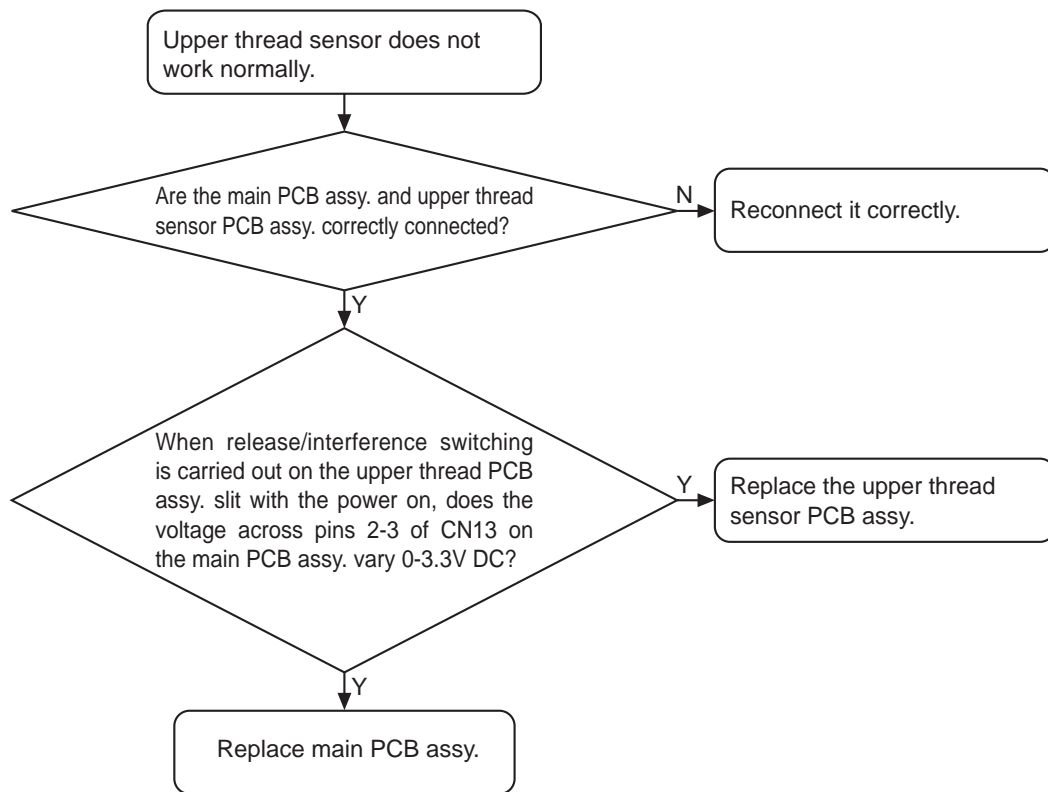 Upper thread sensor does not
work normally.
Are the main PCB assy. and upper thread
sensor PCB assy. correctly connected?
N
Reconnect it correctly.
Y
When release/interference switching
is carried out on the upper thread PCB
assy. slit with the power on, does the
voltage across pins 2-3 of CN13 on
the main PCB assy. vary 0-3.3V DC?
Y
Replace the upper thread
sensor PCB assy.
Y
Replace main PCB assy.